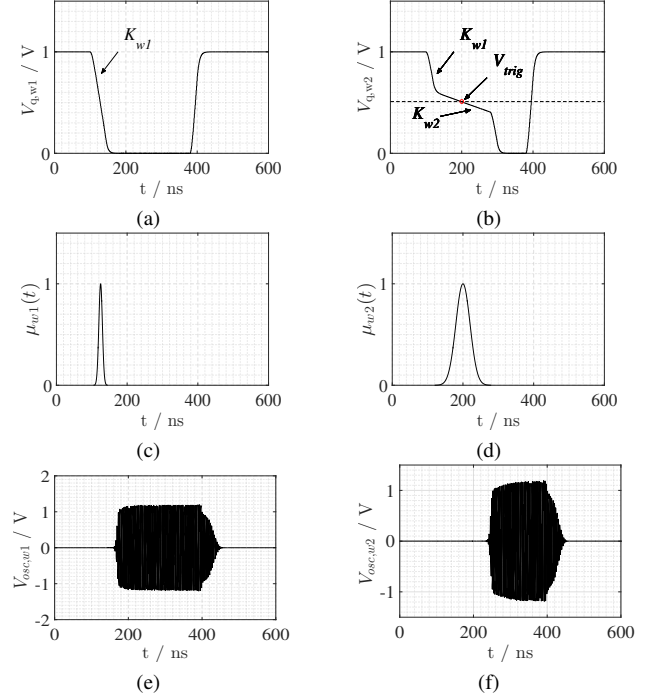 K_w1
V_q,w1 / V
1
0
0 200 400 600
t / ns
(a)
K_w1
V_trig
K_w2
V_q,w2 / V
1
0
0 200 400 600
t / ns
(b)
μ_w1(t)
1
0
0 200 400 600
t / ns
(c)
μ_w2(t)
1
0
0 200 400 600
t / ns
(d)
V_osc,w1 / V
2
1
0
-1
-2
0 200 400 600
t / ns
(e)
V_osc,w2 / V
1
0
-1
0 200 400 600
t / ns
(f)